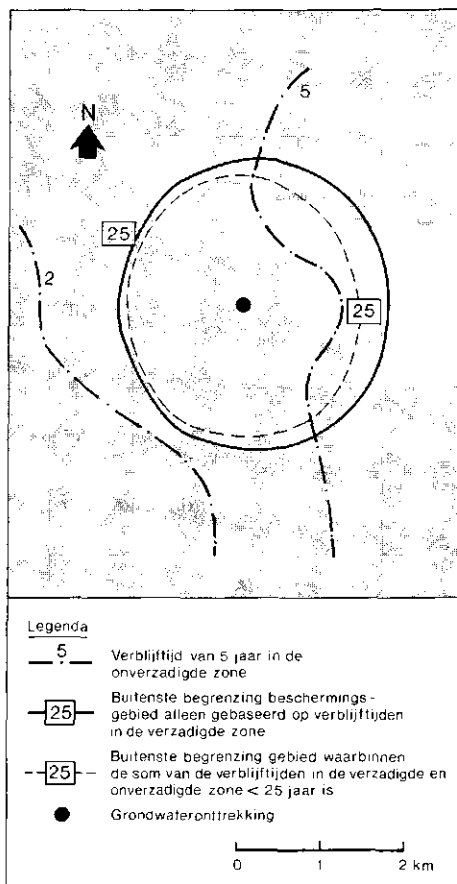 N
5
25
2
25
Legenda
5
Verblijftijd van 5 jaar in de
onverzadigde zone
25
Buitenste begrenzing beschermings-
gebied alleen gebaseerd op verblijftijden
in de verzadigde zone
25
Buitenste begrenzing gebied waarbinnen
de som van de verblijftijden in de verzadigde en
onverzadigde zone < 25 jaar is
Grondwateronttrekking
0 1 2 km